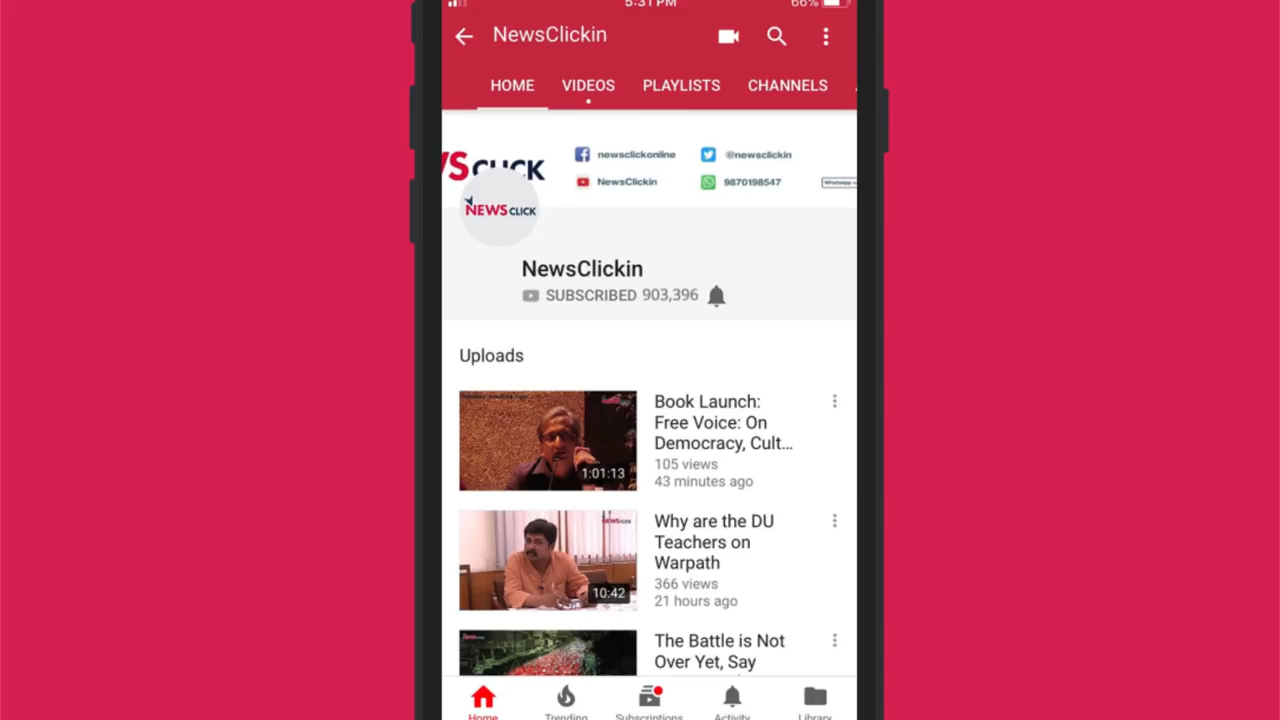 5:31 PM
66%
NewsClickin
HOME
VIDEOS
PLAYLISTS
CHANNELS
WS CLICK
newsclickonline
@newsclickin
NewsClickin
9870198547
NEWS CLICK
NewsClickin
SUBSCRIBED 903,396
Uploads
Book Launch:
Free Voice: On
Democracy, Cult...
105 views
43 minutes ago
1:01:13
Why are the DU
Teachers on
Warpath
366 views
21 hours ago
NEWSCLICK
10:42
The Battle is Not
Over Yet, Say
Home
Trending
Subscriptions
Activity
Library